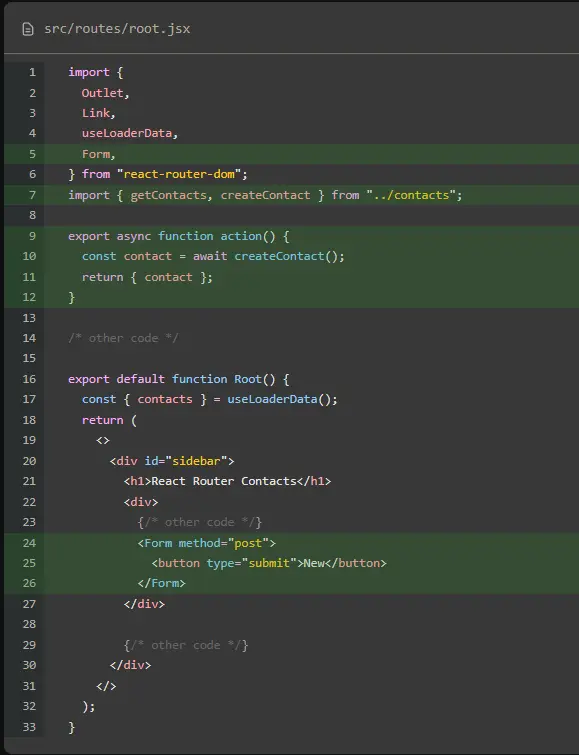 src/routes/root.jsx
1 import {
2   Outlet,
3   Link,
4   useLoaderData,
5   Form,
6 } from "react-router-dom";
7 import { getContacts, createContact } from "../contacts";
8
9 export async function action() {
10   const contact = await createContact();
11   return { contact };
12 }
13
14 /* other code */
15
16 export default function Root() {
17   const { contacts } = useLoaderData();
18   return (
19     <>
20       <div id="sidebar">
21         <h1>React Router Contacts</h1>
22         <div>
23           {/* other code */}
24           <Form method="post">
25             <button type="submit">New</button>
26           </Form>
27         </div>
28
29         {/* other code */}
30       </div>
31     </>
32   );
33 }